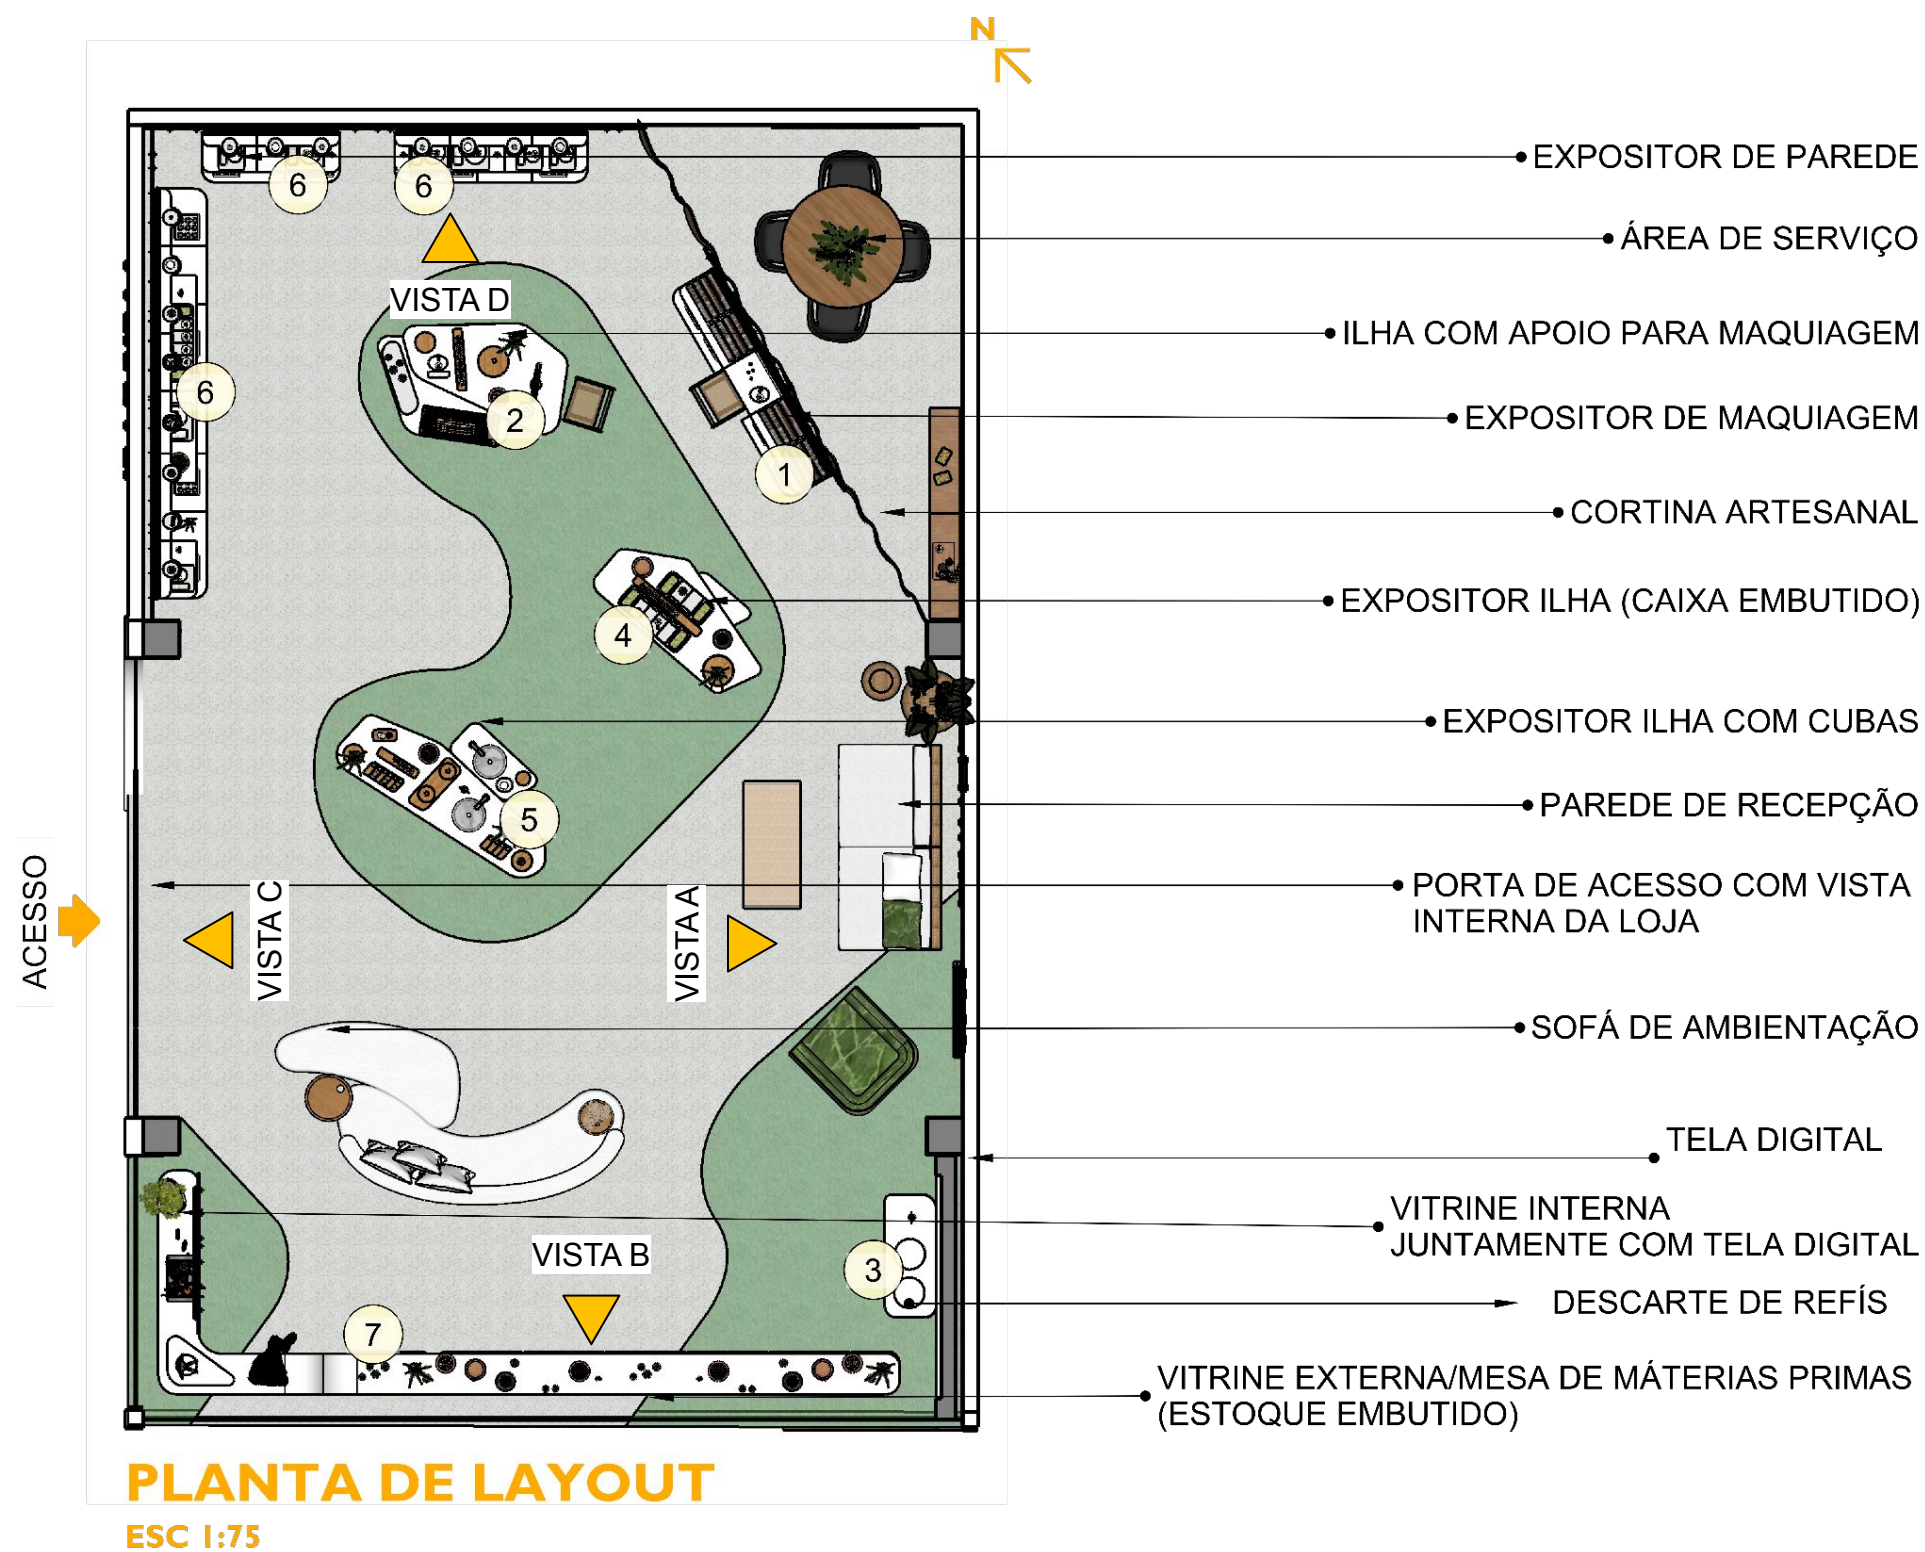 N
EXPOSITOR DE PAREDE
6
6
ÁREA DE SERVIÇO
VISTA D
ILHA COM APOIO PARA MAQUIAGEM
6
2
EXPOSITOR DE MAQUIAGEM
1
CORTINA ARTESANAL
EXPOSITOR ILHA (CAIXA EMBUTIDO)
4
EXPOSITOR ILHA COM CUBAS
PAREDE DE RECEPÇÃO
5
PORTA DE ACESSO COM VISTA
INTERNA DA LOJA
ACESSO
VISTA C
VISTA A
SOFÁ DE AMBIENTAÇÃO
TELA DIGITAL
VITRINE INTERNA
JUNTAMENTE COM TELA DIGITAL
VISTA B
3
DESCARTE DE REFÍS
7
VITRINE EXTERNA/MESA DE MÁTERIAS PRIMAS
(ESTOQUE EMBUTIDO)
PLANTA DE LAYOUT
ESC 1:75